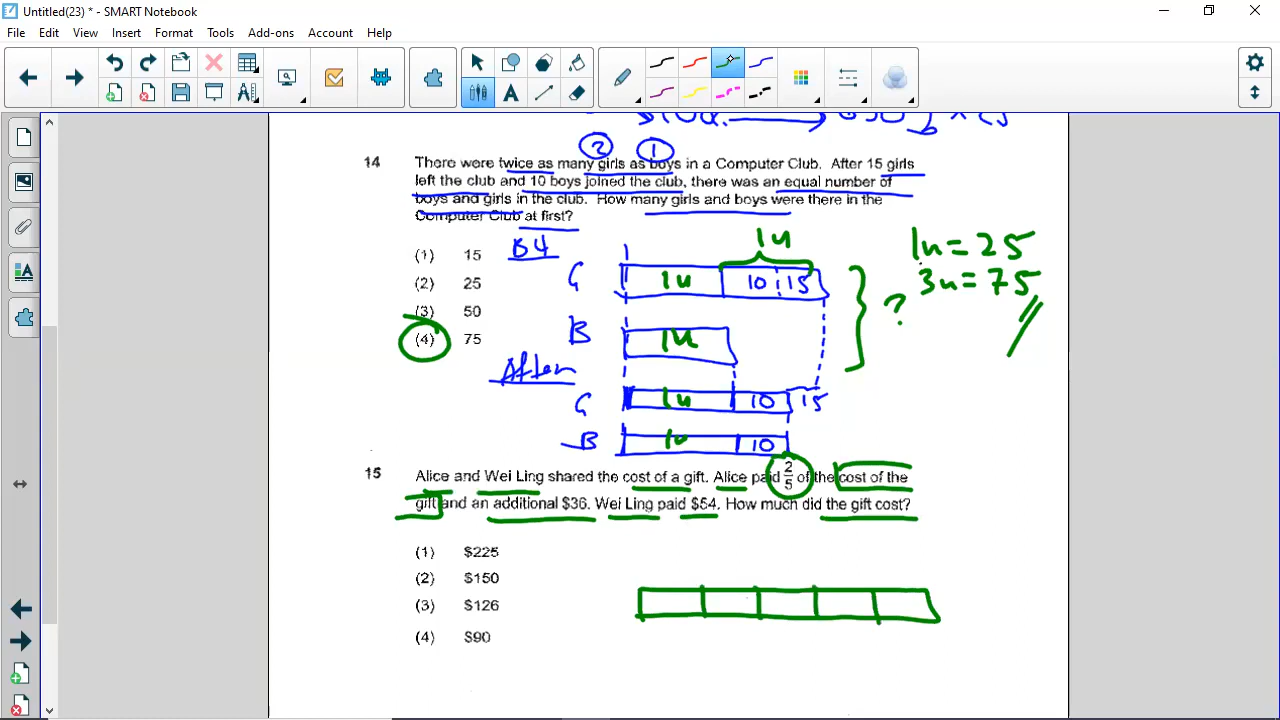 Untitled(23) * - SMART Notebook
File Edit View Insert Format Tools Add-ons Account Help
2 1
14 There were twice as many girls as boys in a Computer Club. After 15 girls
left the club and 10 boys joined the club, there was an equal number of
boys and girls in the club. How many girls and boys were there in the
Computer Club at first?
B4
1u
1u = 25
(1) 15
G 1u 10 15
3u = 75
(2) 25
?
(3) 50
B 1u
(4) 75
After
G 1u 10 15
B 1u 10
15 Alice and Wei Ling shared the cost of a gift. Alice paid 2/5 of the cost of the
gift and an additional $36. Wei Ling paid $54. How much did the gift cost?
(1) $225
(2) $150
(3) $126
(4) $90